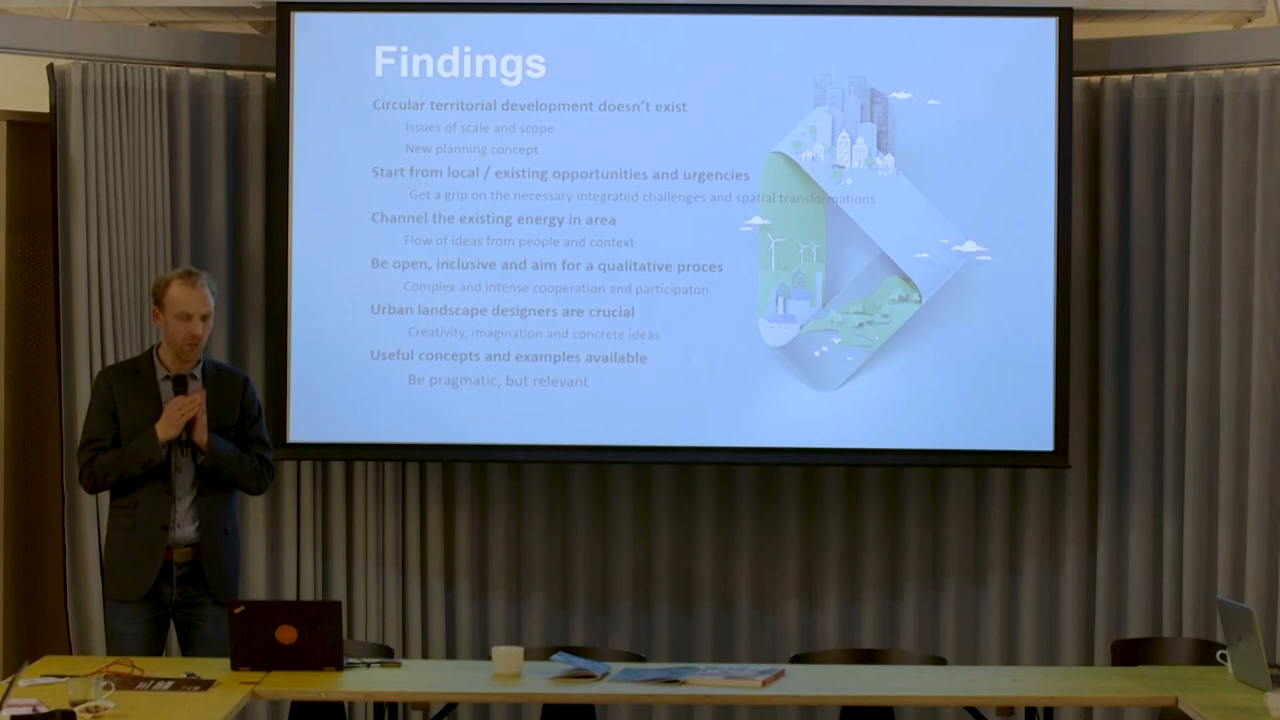 Findings
Circular territorial development doesn't exist
Issues of scale and scope
New planning concept
Start from local / existing opportunities and urgencies
Get a grip on the necessary integrated challenges and spatial transformations
Channel the existing energy in area
Flow of ideas from people and context
Be open, inclusive and aim for a qualitative proces
Complex and intense cooperation and participaton
Urban landscape designers are crucial
Creativity, imagination and concrete ideas
Useful concepts and examples available
Be pragmatic, but relevant